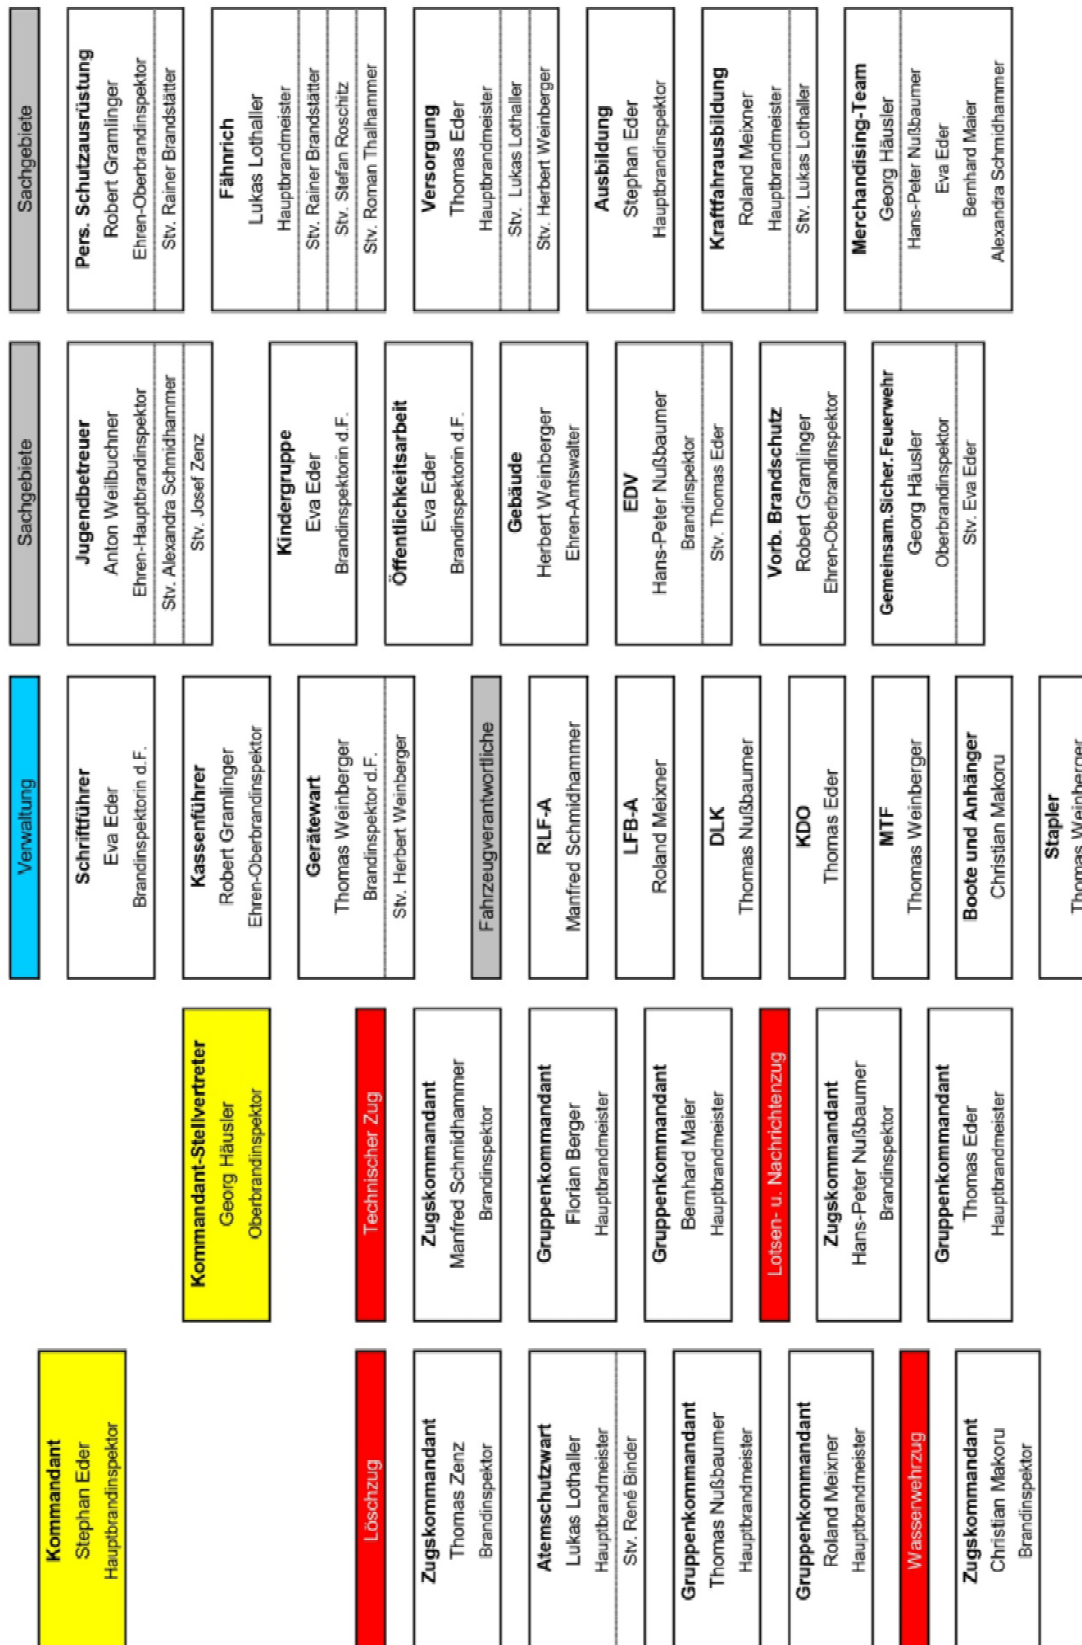 Kommandant
Stephan Eder
Hauptbrandinspektor
Löschzug
Zugskommandant
Thomas Zenz
Brandinspektor
Atemschutzwart
Lukas Lothaller
Hauptbrandmeister
Stv. René Binder
Gruppenkommandant
Thomas Nußbaumer
Hauptbrandmeister
Gruppenkommandant
Roland Meixner
Hauptbrandmeister
Wasserwehrzug
Zugskommandant
Christian Makoru
Brandinspektor
Kommandant-Stellvertreter
Georg Häusler
Oberbrandinspektor
Technischer Zug
Zugskommandant
Manfred Schmidhammer
Brandinspektor
Gruppenkommandant
Florian Berger
Hauptbrandmeister
Gruppenkommandant
Bernhard Maier
Hauptbrandmeister
Lotsen- u. Nachrichtenzug
Zugskommandant
Hans-Peter Nußbaumer
Brandinspektor
Gruppenkommandant
Thomas Eder
Hauptbrandmeister
Verwaltung
Schriftführer
Eva Eder
Brandinspektorin d.F.
Kassenführer
Robert Gramlinger
Ehren-Oberbrandinspektor
Gerätewart
Thomas Weinberger
Brandinspektor d.F.
Stv. Herbert Weinberger
Fahrzeugverantwortliche
RLF-A
Manfred Schmidhammer
LFB-A
Roland Meixner
DLK
Thomas Nußbaumer
KDO
Thomas Eder
MTF
Thomas Weinberger
Boote und Anhänger
Christian Makoru
Stapler
Thomas Weinberger
Sachgebiete
Jugendbetreuer
Anton Weilbuchner
Ehren-Hauptbrandinspektor
Stv. Alexandra Schmidhammer
Stv. Josef Zenz
Kindergruppe
Eva Eder
Brandinspektorin d.F.
Öffentlichkeitsarbeit
Eva Eder
Brandinspektorin d.F.
Gebäude
Herbert Weinberger
Ehren-Amtswalter
EDV
Hans-Peter Nußbaumer
Brandinspektor
Stv. Thomas Eder
Vorb. Brandschutz
Robert Gramlinger
Ehren-Oberbrandinspektor
Gemeinsam.Sicher.Feuerwehr
Georg Häusler
Oberbrandinspektor
Stv. Eva Eder
Sachgebiete
Pers. Schutzausrüstung
Robert Gramlinger
Ehren-Oberbrandinspektor
Stv. Rainer Brandstätter
Fähnrich
Lukas Lothaller
Hauptbrandmeister
Stv. Rainer Brandstätter
Stv. Stefan Roschitz
Stv. Roman Thalhammer
Versorgung
Thomas Eder
Hauptbrandmeister
Stv. Lukas Lothaller
Stv. Herbert Weinberger
Ausbildung
Stephan Eder
Hauptbrandinspektor
Kraftfahrausbildung
Roland Meixner
Hauptbrandmeister
Stv. Lukas Lothaller
Merchandising-Team
Georg Häusler
Hans-Peter Nußbaumer
Eva Eder
Bernhard Maier
Alexandra Schmidhammer